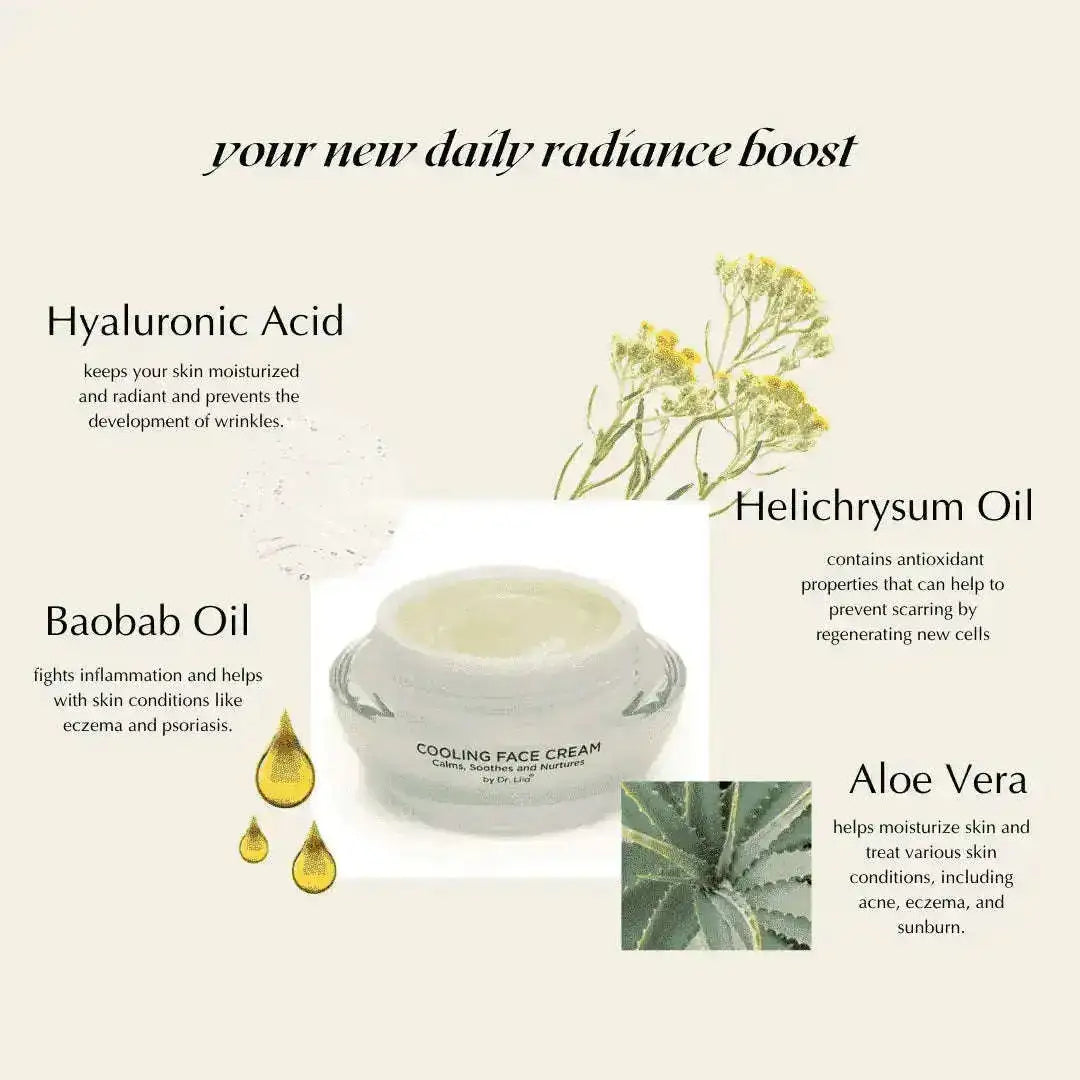 your new daily radiance boost
Hyaluronic Acid
keeps your skin moisturized
and radiant and prevents the
development of wrinkles.
Helichrysum Oil
contains antioxidant
properties that can help to
prevent scarring by
regenerating new cells
Baobab Oil
fights inflammation and helps
with skin conditions like
eczema and psoriasis.
COOLING FACE CREAM
Calms, Soothes and Nurtures
by Dr. Lila®
Aloe Vera
helps moisturize skin and
treat various skin
conditions, including
acne, eczema, and
sunburn.